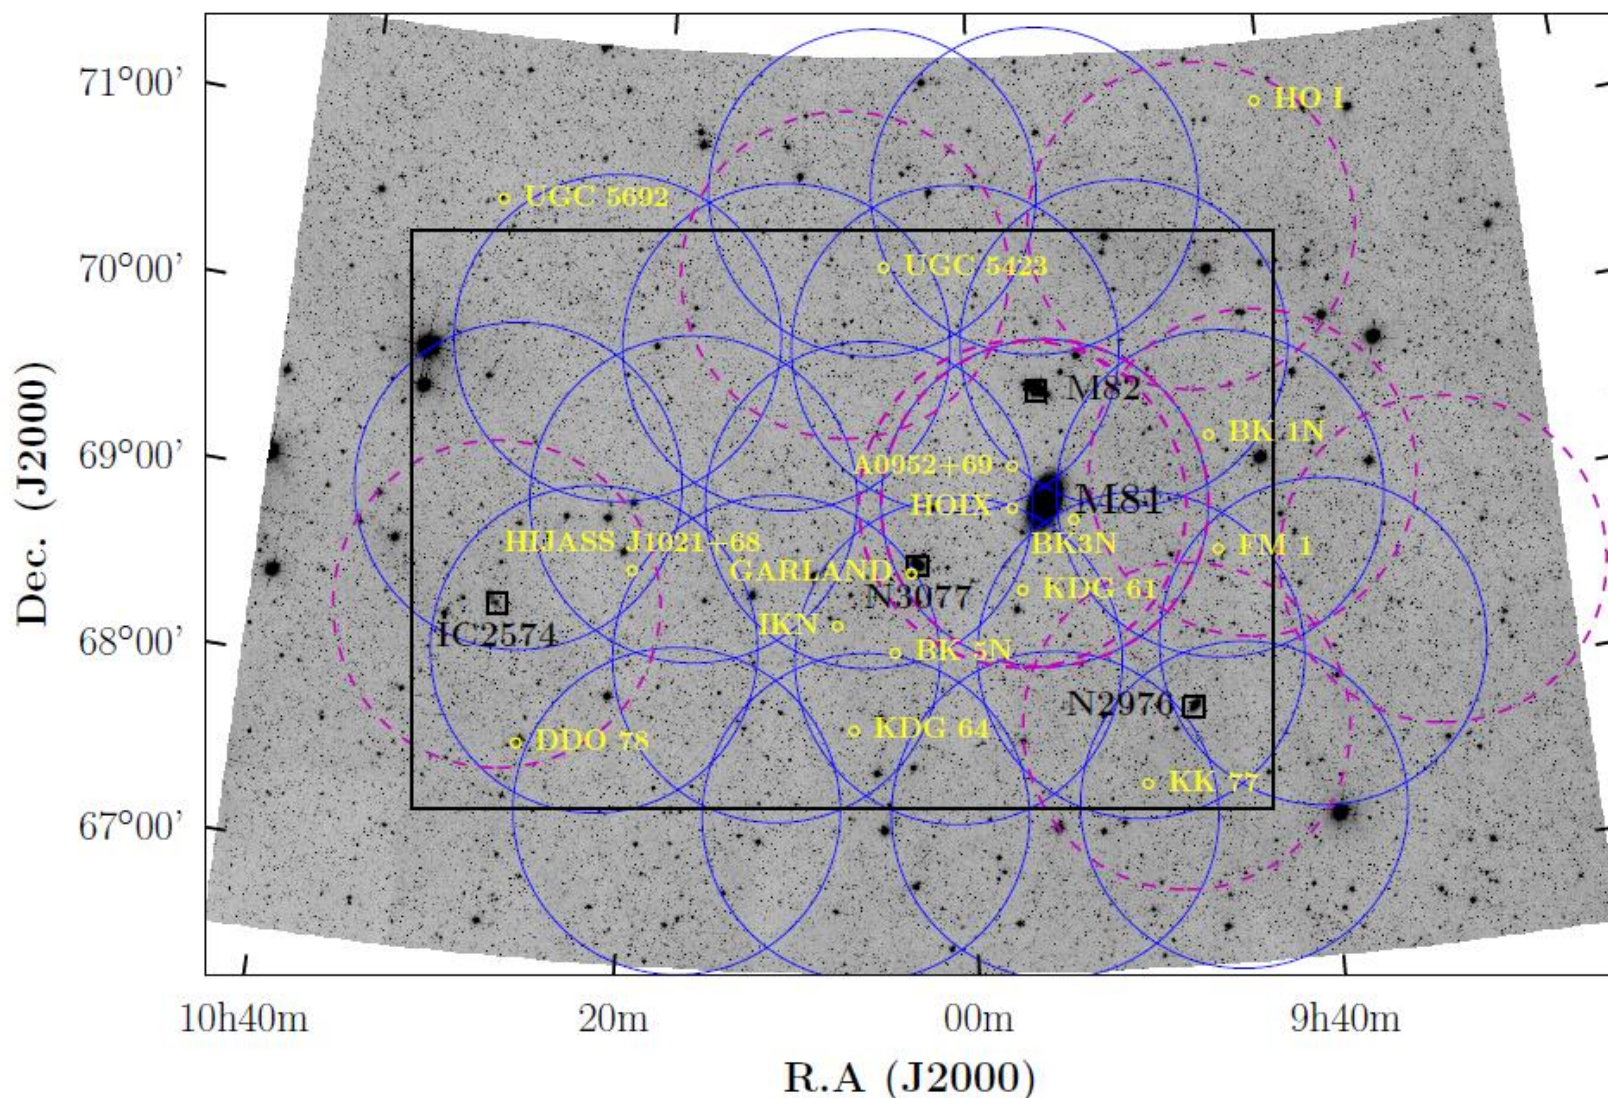 71°00'
HO I
UGC 5692
70°00'
UGC 5423
M82
BK 1N
69°00'
A0952+69
M81
HOIX
BK3N
FM 1
HIJASS J1021+68
GARLAND
KDG 61
N3077
IKN
68°00'
IC2574
BK 5N
N2976
KDG 64
DDO 78
KK 77
67°00'
Dec. (J2000)
10h40m 20m 00m 9h40m
R.A (J2000)